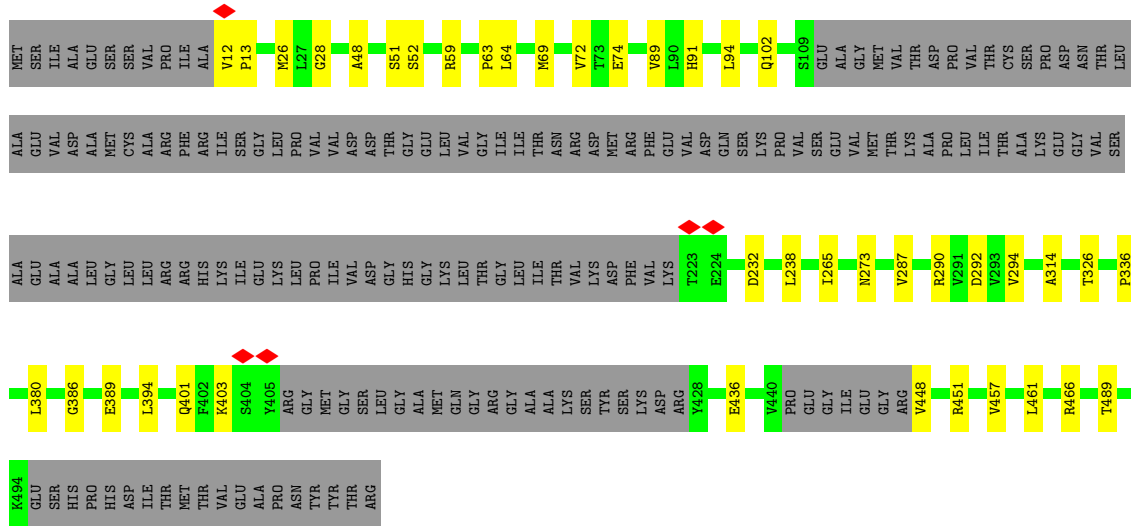 MET SER ILE ALA GLU SER SER VAL PRO ILE ALA V12 P13 M26 L27 G28 A48 S51 S52 R59 P63 L64 M69 V72 T73 E74 V89 L90 H91 L94 Q102 S109 GLU ALA GLY MET VAL THR ASP PRO VAL THR CYS SER PRO ASP ASN THR LEU
ALA GLU VAL ASP ALA MET CYS ALA ARG PHE ARG ILE SER GLY LEU PRO VAL VAL ASP ASP THR GLY GLU LEU VAL GLY ILE ILE THR ASN ARG ASP MET ARG PHE GLU VAL ASP GLN SER LYS PRO VAL SER GLU VAL MET THR LYS ALA PRO LEU ILE THR ALA LYS GLU GLY VAL SER
ALA GLU ALA ALA LEU GLY LEU LEU ARG ARG HIS LYS ILE GLU LYS LEU PRO ILE VAL ASP GLY HIS GLY LYS LEU THR GLY LEU ILE THR VAL LYS ASP PHE VAL LYS T223 E224 D232 L238 I265 N273 V287 R290 V291 D292 V293 V294 A314 T326 P336
L380 G386 E389 L394 Q401 F402 K403 S404 Y405 ARG GLY MET GLY SER LEU GLY ALA MET GLN GLY ARG GLY ALA ALA LYS SER TYR SER LYS ASP ARG Y428 E436 V440 PRO GLU GLY ILE GLU GLY ARG V448 R451 V457 L461 R466 T489
K494 GLU SER HIS PRO HIS ASP ILE THR MET THR VAL GLU ALA PRO ASN TYR TYR THR ARG